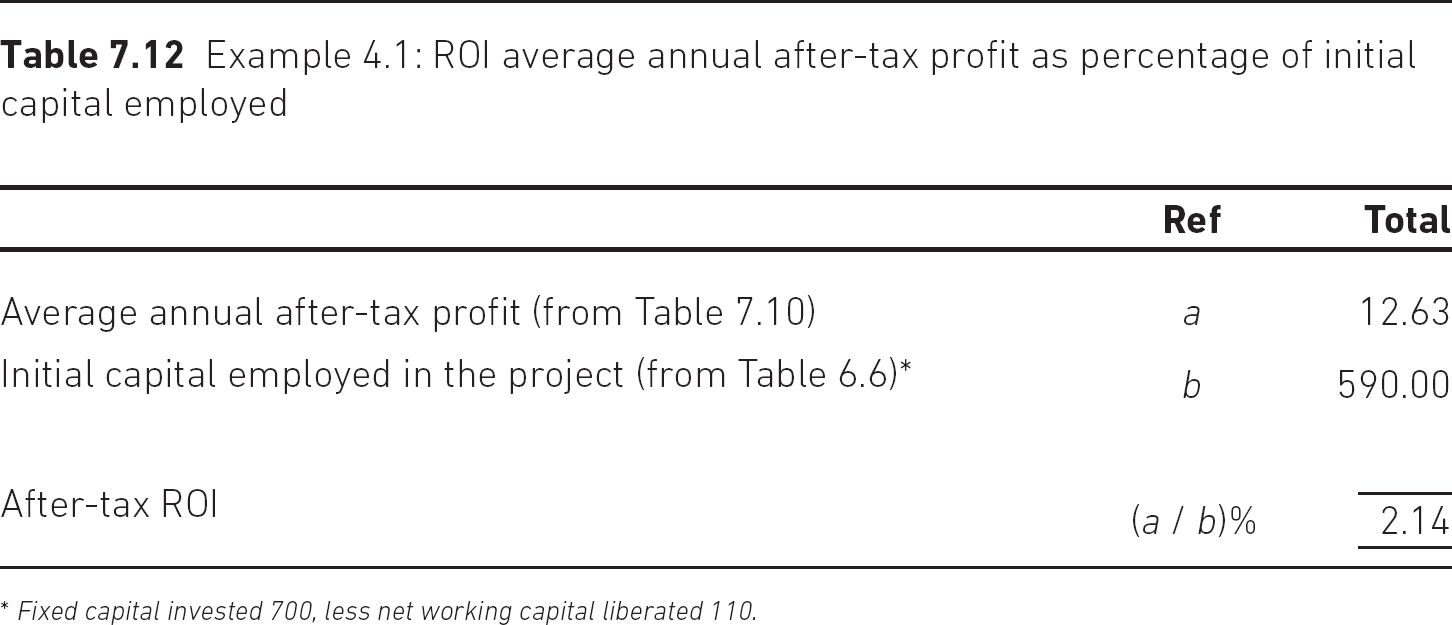 Table 7.12 Example 4.1: ROI average annual after-tax profit as percentage of initial
capital employed
Ref Total
Average annual after-tax profit (from Table 7.10) a 12.63
Initial capital employed in the project (from Table 6.6)* b 590.00
After-tax ROI (a / b)% 2.14
* Fixed capital invested 700, less net working capital liberated 110.